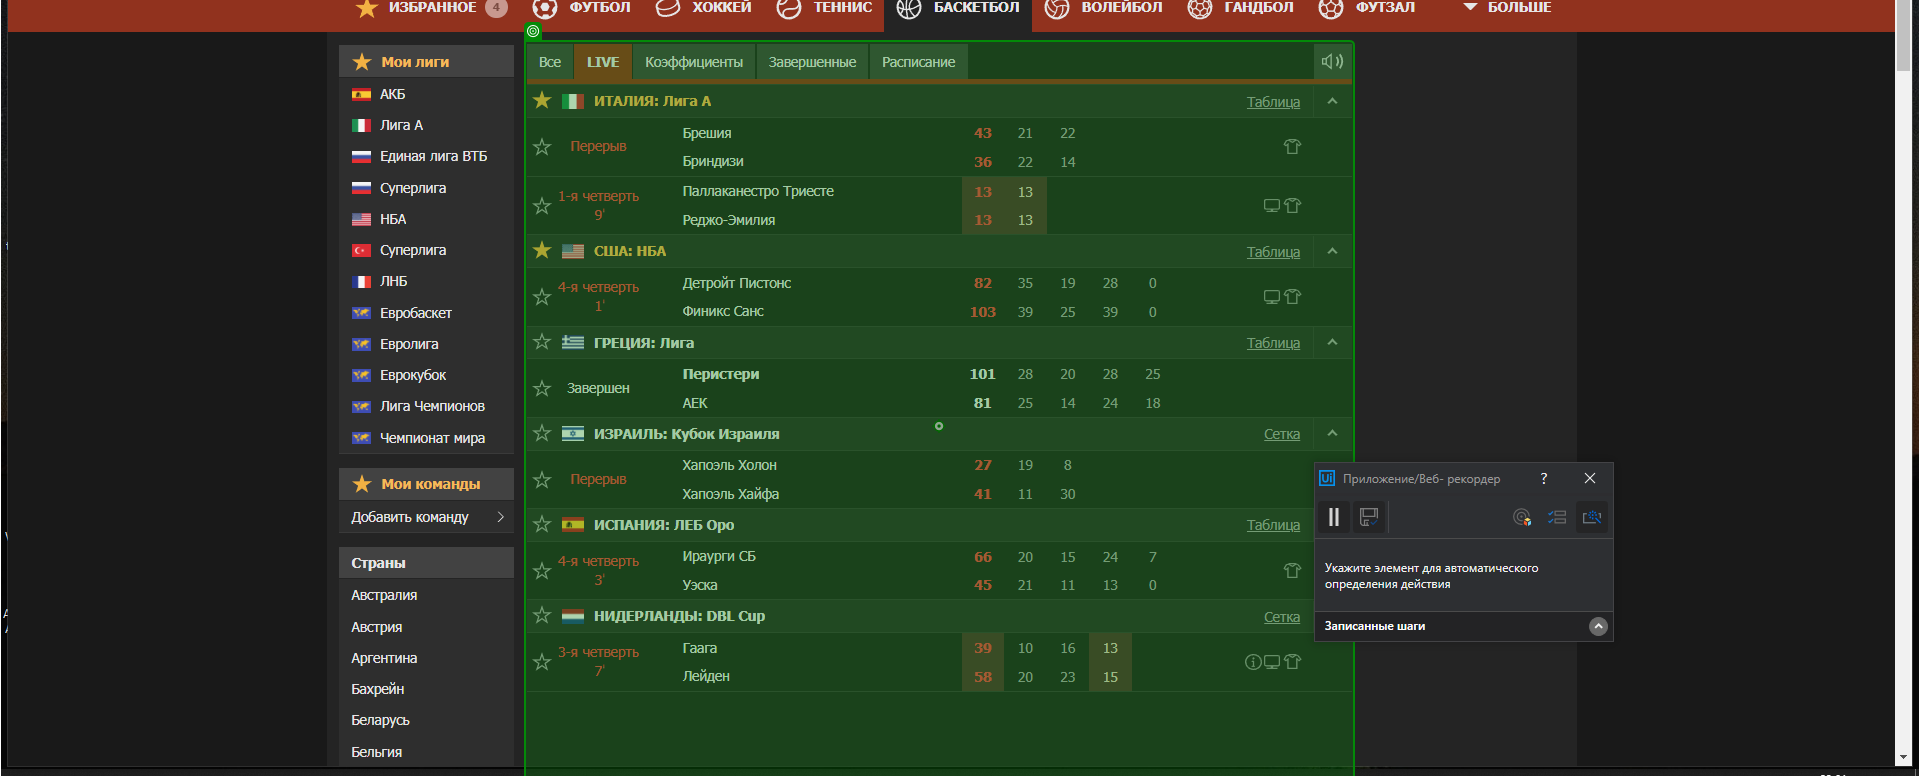 ИЗБРАННОЕ 4 ФУТБОЛ ХОККЕЙ ТЕННИС БАСКЕТБОЛ ВОЛЕЙБОЛ ГАНДБОЛ ФУТЗАЛ БОЛЬШЕ
Мои лиги
АКБ
Лига А
Единая лига ВТБ
Суперлига
НБА
Суперлига
ЛНБ
Евробаскет
Евролига
Еврокубок
Лига Чемпионов
Чемпионат мира
Мои команды
Добавить команду
Страны
Австралия
Австрия
Аргентина
Бахрейн
Беларусь
Бельгия
Все LIVE Коэффициенты Завершенные Расписание
ИТАЛИЯ: Лига А Таблица
Перерыв
Брешия 43 21 22
Бриндизи 36 22 14
1-я четверть
9'
Паллаканестро Триесте 13 13
Реджо-Эмилия 13 13
США: НБА Таблица
4-я четверть
1'
Детройт Пистонс 82 35 19 28 0
Финикс Санс 103 39 25 39 0
ГРЕЦИЯ: Лига Таблица
Завершен
Перистери 101 28 20 28 25
АЕК 81 25 14 24 18
ИЗРАИЛЬ: Кубок Израиля Сетка
Перерыв
Хапоэль Холон 27 19 8
Хапоэль Хайфа 41 11 30
ИСПАНИЯ: ЛЕБ Оро Таблица
4-я четверть
3'
Ираурги СБ 66 20 15 24 7
Уэска 45 21 11 13 0
НИДЕРЛАНДЫ: DBL Cup Сетка
3-я четверть
7'
Гаага 39 10 16 13
Лейден 58 20 23 15
Ui Приложение/Веб- рекордер ?
Укажите элемент для автоматического
определения действия
Записанные шаги